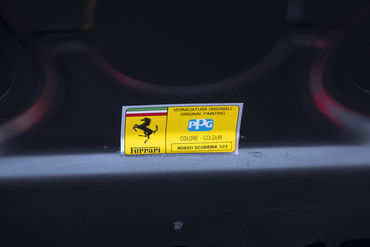 VERNICIATURA ORIGINALE
ORIGINAL PAINTING
PPG
COLORE - COLOUR
Ferrari
ROSSO SCUDERIA 323